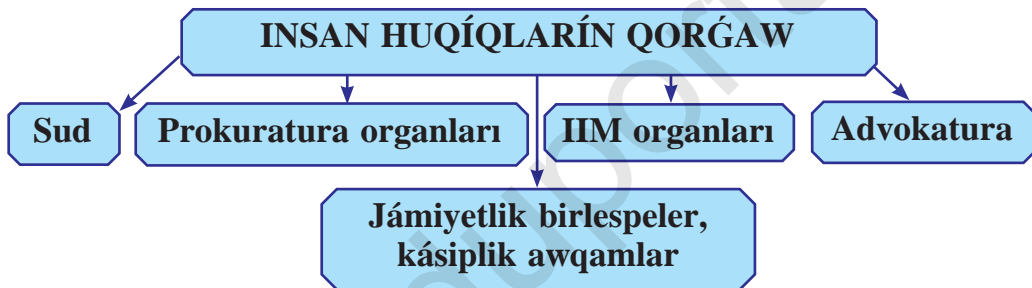 INSAN HUQÍQLARÍN QORǴAW
Sud
Prokuratura organları
IIM organları
Advokatura
Jámiyetlik birlespeler,
kásiplik awqamlar